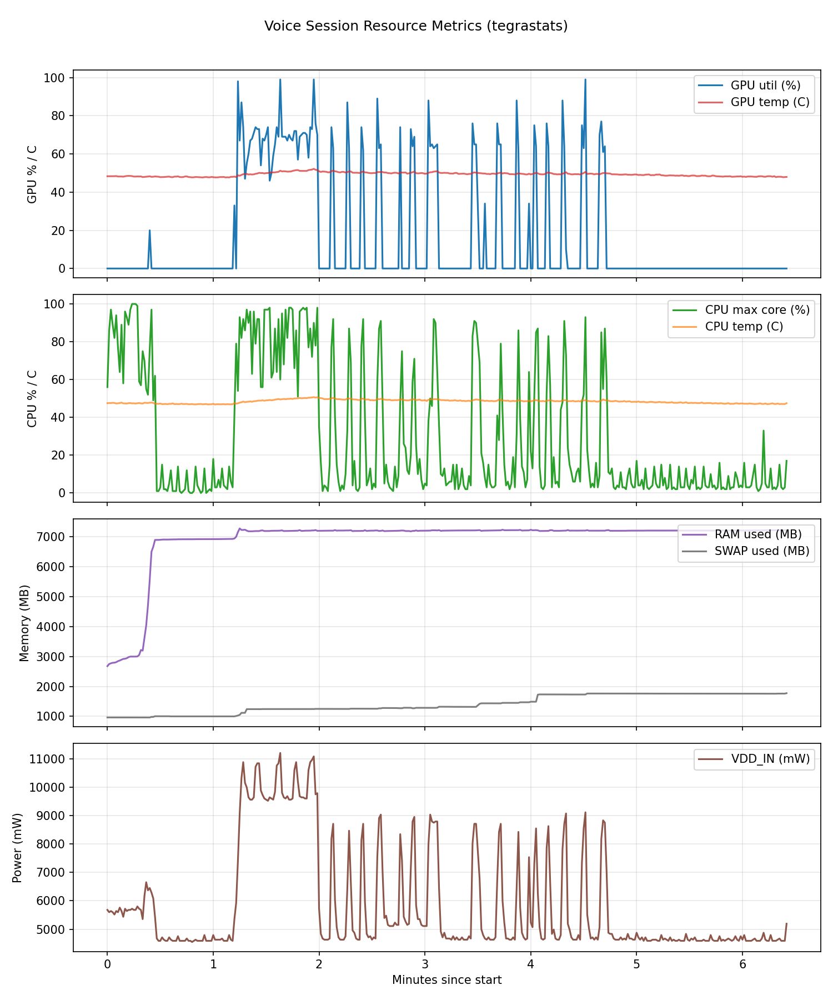 Voice Session Resource Metrics (tegrastats)
100
80
60
40
20
0
GPU % / C
GPU util (%)
GPU temp (C)
100
80
60
40
20
0
CPU % / C
CPU max core (%)
CPU temp (C)
7000
6000
5000
4000
3000
2000
1000
Memory (MB)
RAM used (MB)
SWAP used (MB)
11000
10000
9000
8000
7000
6000
5000
Power (mW)
VDD_IN (mW)
0 1 2 3 4 5 6
Minutes since start